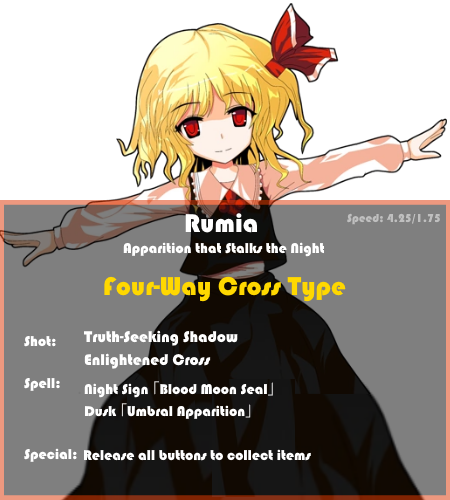 Speed: 4.25/1.75
Rumia
Apparition that Stalks the Night
Four-Way Cross Type
Shot: Truth-Seeking Shadow
Enlightened Cross
Spell: Night Sign「Blood Moon Seal」
Dusk「Umbral Apparition」
Special: Release all buttons to collect items